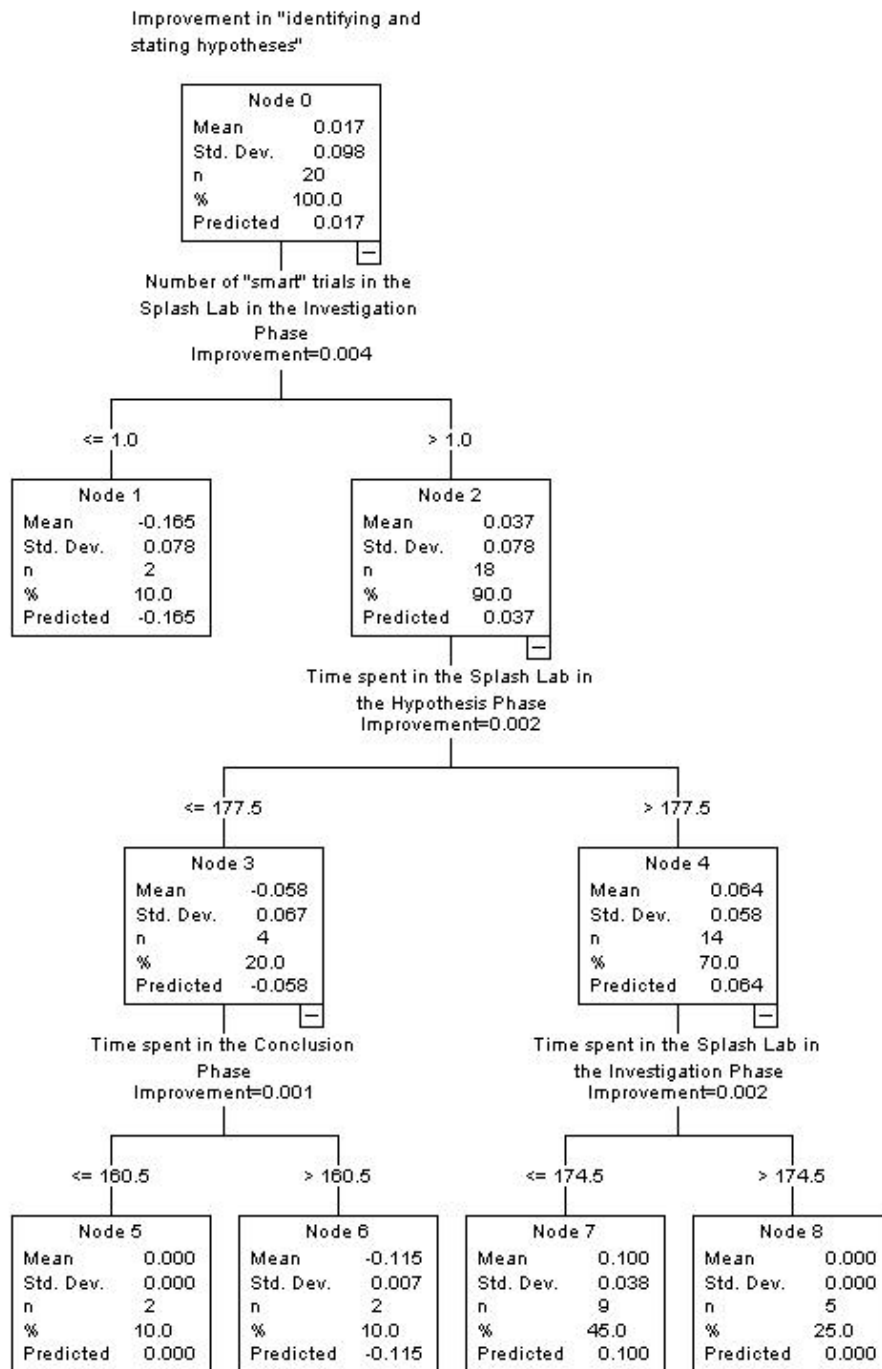 Improvement in "identifying and
stating hypotheses"
Node 0
Mean 0.017
Std. Dev. 0.098
n 20
% 100.0
Predicted 0.017
Number of "smart" trials in the
Splash Lab in the Investigation
Phase
Improvement=0.004
<= 1.0
> 1.0
Node 1
Mean -0.165
Std. Dev. 0.078
n 2
% 10.0
Predicted -0.165
Node 2
Mean 0.037
Std. Dev. 0.078
n 18
% 90.0
Predicted 0.037
Time spent in the Splash Lab in
the Hypothesis Phase
Improvement=0.002
<= 177.5
> 177.5
Node 3
Mean -0.058
Std. Dev. 0.067
n 4
% 20.0
Predicted -0.058
Node 4
Mean 0.064
Std. Dev. 0.058
n 14
% 70.0
Predicted 0.064
Time spent in the Conclusion
Phase
Improvement=0.001
Time spent in the Splash Lab in
the Investigation Phase
Improvement=0.002
<= 160.5
> 160.5
<= 174.5
> 174.5
Node 5
Mean 0.000
Std. Dev. 0.000
n 2
% 10.0
Predicted 0.000
Node 6
Mean -0.115
Std. Dev. 0.007
n 2
% 10.0
Predicted -0.115
Node 7
Mean 0.100
Std. Dev. 0.038
n 9
% 45.0
Predicted 0.100
Node 8
Mean 0.000
Std. Dev. 0.000
n 5
% 25.0
Predicted 0.000